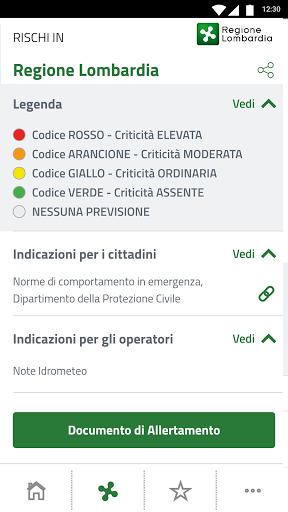 12:30
RISCHI IN
Regione
Lombardia
Regione Lombardia
Legenda Vedi
Codice ROSSO - Criticità ELEVATA
Codice ARANCIONE - Criticità MODERATA
Codice GIALLO - Criticità ORDINARIA
Codice VERDE - Criticità ASSENTE
NESSUNA PREVISIONE
Indicazioni per i cittadini Vedi
Norme di comportamento in emergenza,
Dipartimento della Protezione Civile
Indicazioni per gli operatori Vedi
Note Idrometeo
Documento di Allertamento